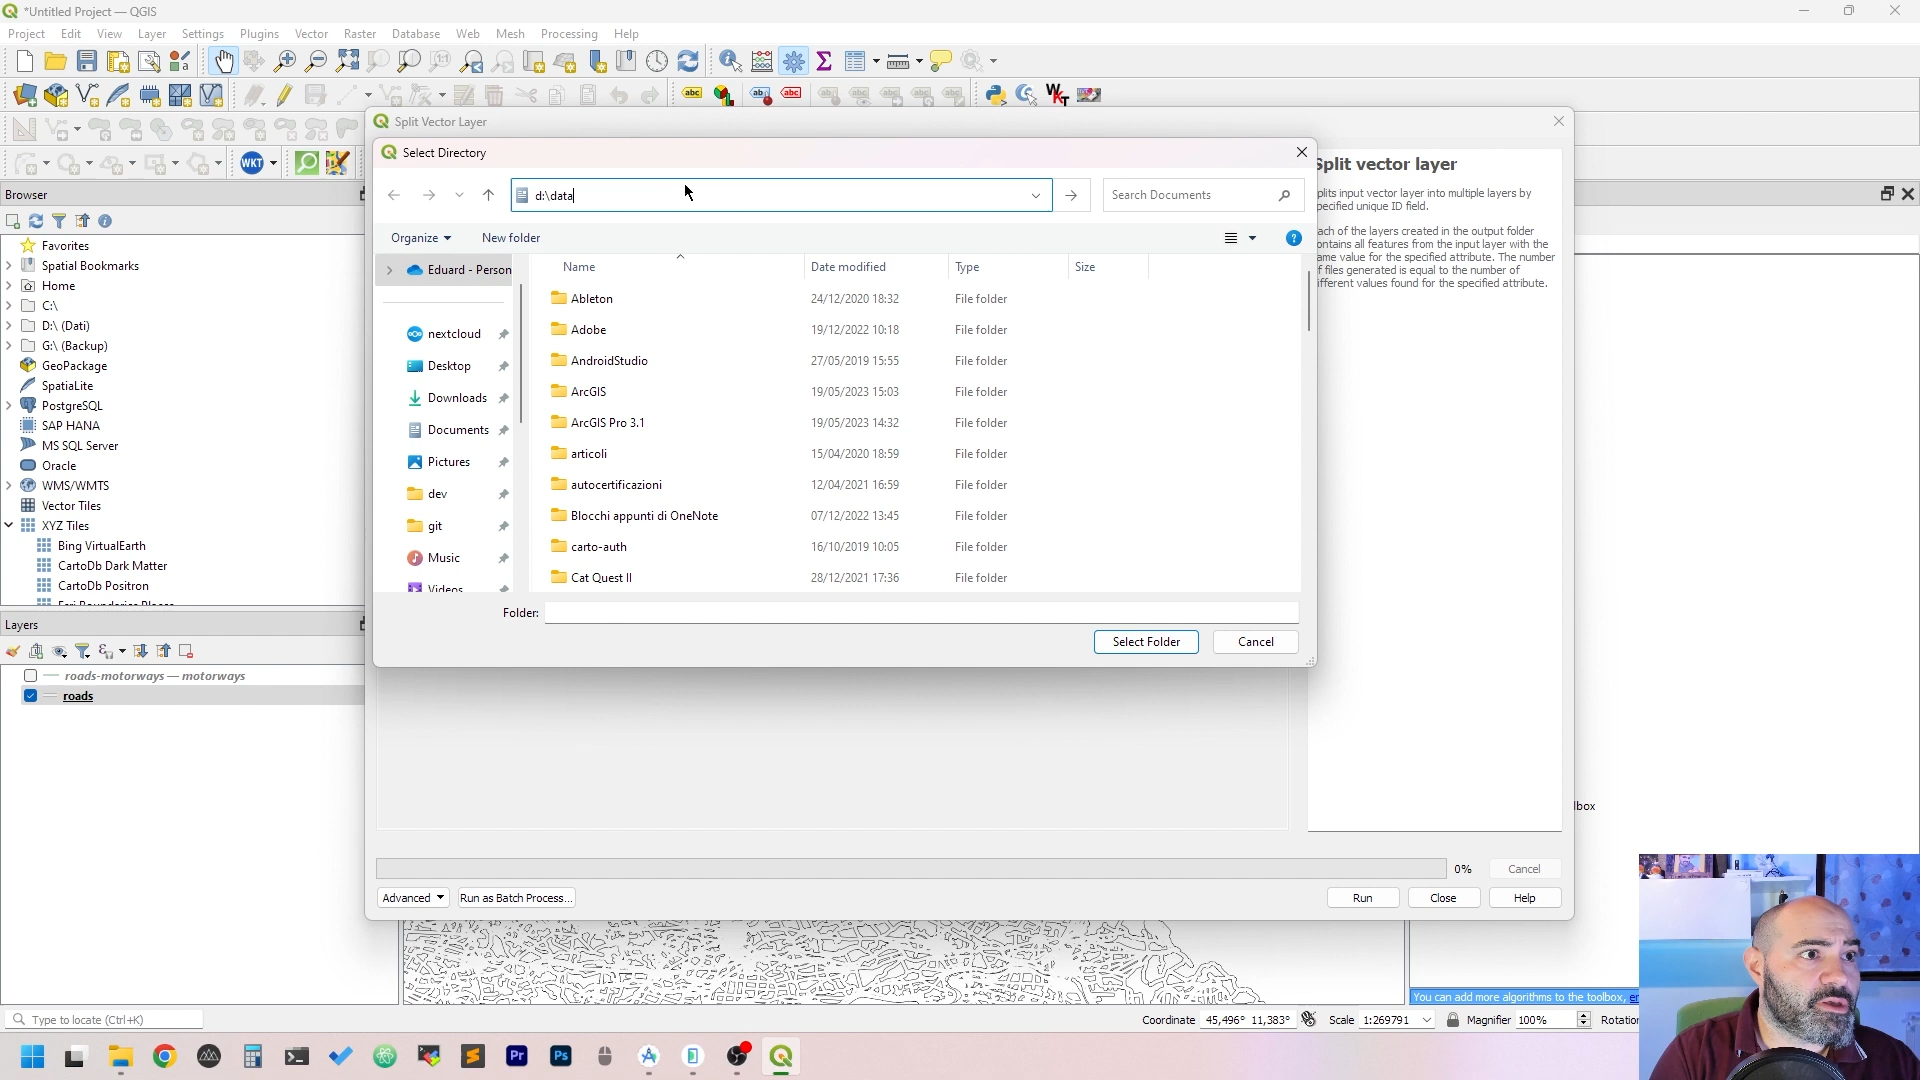 *Untitled Project — QGIS
Project Edit View Layer Settings Plugins Vector Raster Database Web Mesh Processing Help
Split Vector Layer
Select Directory
d:\data
Search Documents
Organize
New folder
Name
Date modified
Type
Size
Eduard - Person
nextcloud
Desktop
Downloads
Documents
Pictures
dev
git
Music
Videos
Ableton 24/12/2020 18:32 File folder
Adobe 19/12/2022 10:18 File folder
AndroidStudio 27/05/2019 15:55 File folder
ArcGIS 19/05/2023 15:03 File folder
ArcGIS Pro 3.1 19/05/2023 14:32 File folder
articoli 15/04/2020 18:59 File folder
autocertificazioni 12/04/2021 16:59 File folder
Blocchi appunti di OneNote 07/12/2022 13:45 File folder
carto-auth 16/10/2019 10:05 File folder
Cat Quest II 28/12/2021 17:36 File folder
Folder:
Select Folder
Cancel
Split vector layer
plits input vector layer into multiple layers by
pecified unique ID field.
ach of the layers created in the output folder
ontains all features from the input layer with the
ame value for the specified attribute. The number
f files generated is equal to the number of
ifferent values found for the specified attribute.
lbox
0%
Cancel
Advanced
Run as Batch Process...
Run
Close
Help
Browser
Favorites
Spatial Bookmarks
Home
C:\
D:\ (Dati)
G:\ (Backup)
GeoPackage
SpatiaLite
PostgreSQL
SAP HANA
MS SQL Server
Oracle
WMS/WMTS
Vector Tiles
XYZ Tiles
Bing VirtualEarth
CartoDb Dark Matter
CartoDb Positron
Layers
roads-motorways — motorways
roads
You can add more algorithms to the toolbox, en
Type to locate (Ctrl+K)
Coordinate 45,496° 11,383°
Scale 1:269791
Magnifier 100%
Rotation
abc
abc
abc
WKT
WKT
Pr
Ps